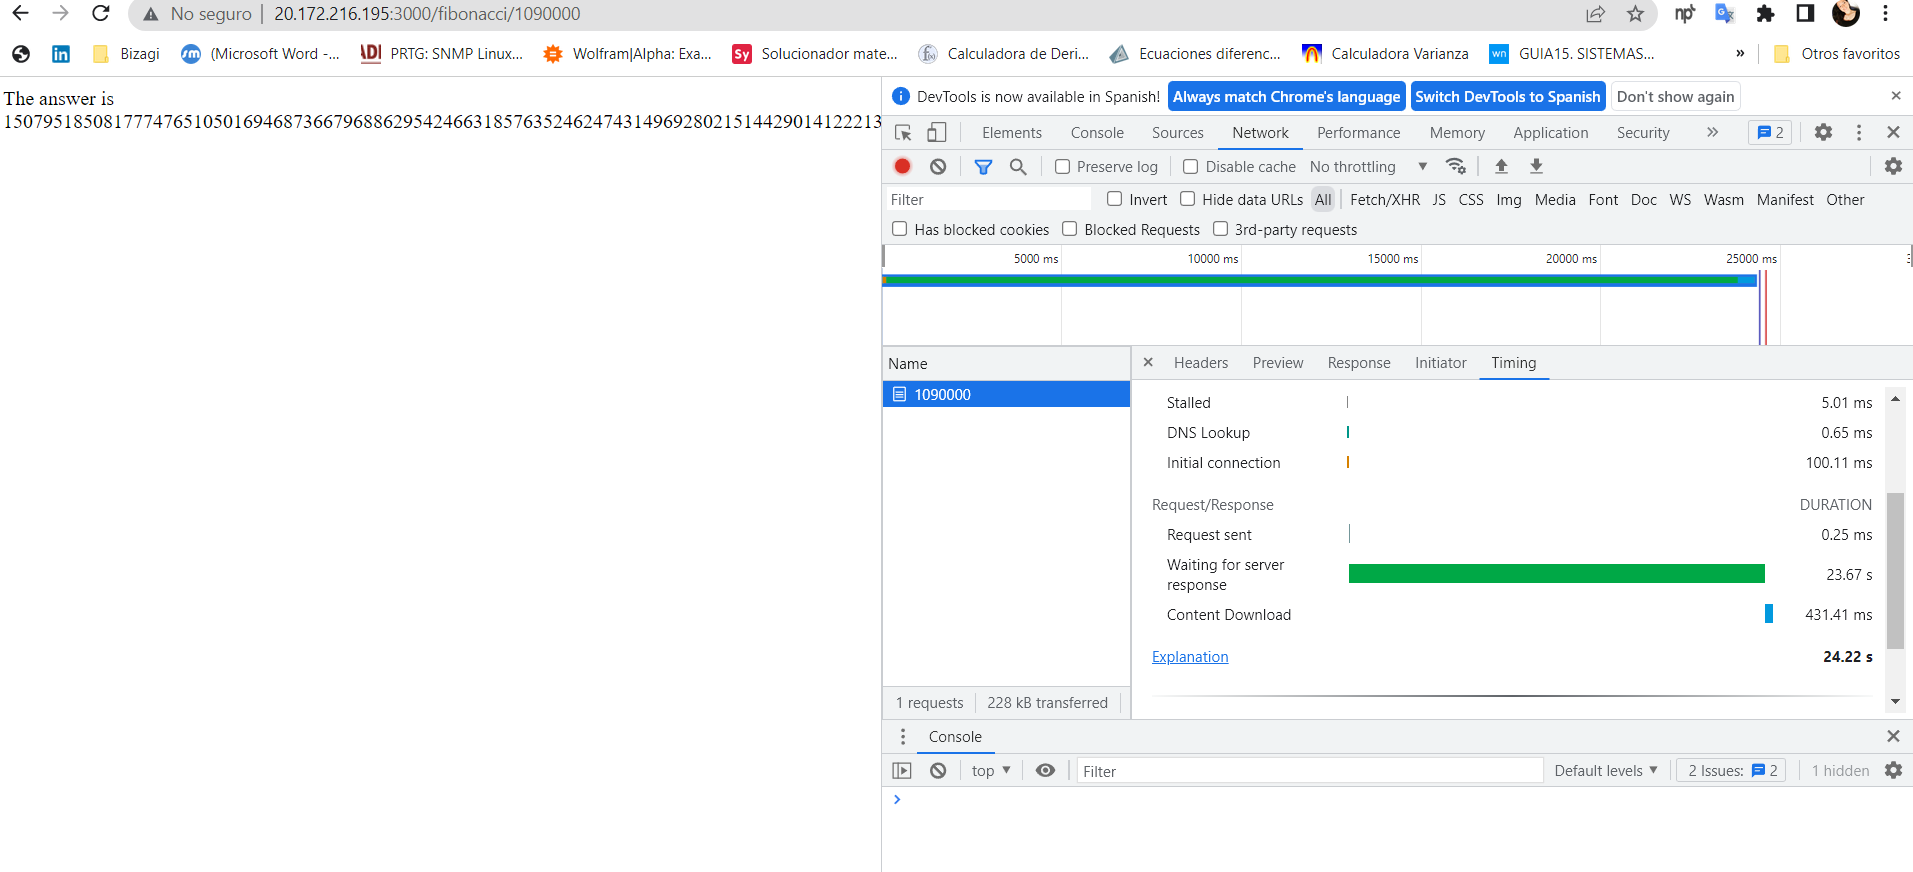 No seguro | 20.172.216.195:3000/fibonacci/1090000
Bizagi (Microsoft Word -... PRTG: SNMP Linux... Wolfram|Alpha: Exa... Sy Solucionador mate... Calculadora de Deri... Ecuaciones diferenc... Calculadora Varianza wn GUIA15. SISTEMAS... » Otros favoritos
The answer is
DevTools is now available in Spanish! Always match Chrome's language Switch DevTools to Spanish Don't show again
1507951850817774765105016946873667968862954246631857635246247431496928021514429014122213
Elements Console Sources Network Performance Memory Application Security » 2
Preserve log Disable cache No throttling
Filter Invert Hide data URLs All Fetch/XHR JS CSS Img Media Font Doc WS Wasm Manifest Other
Has blocked cookies Blocked Requests 3rd-party requests
5000 ms 10000 ms 15000 ms 20000 ms 25000 ms
Name
Headers Preview Response Initiator Timing
1090000
Stalled 5.01 ms
DNS Lookup 0.65 ms
Initial connection 100.11 ms
Request/Response DURATION
Request sent 0.25 ms
Waiting for server
response 23.67 s
Content Download 431.41 ms
Explanation 24.22 s
1 requests 228 kB transferred
Console
top Filter Default levels 2 Issues: 2 1 hidden